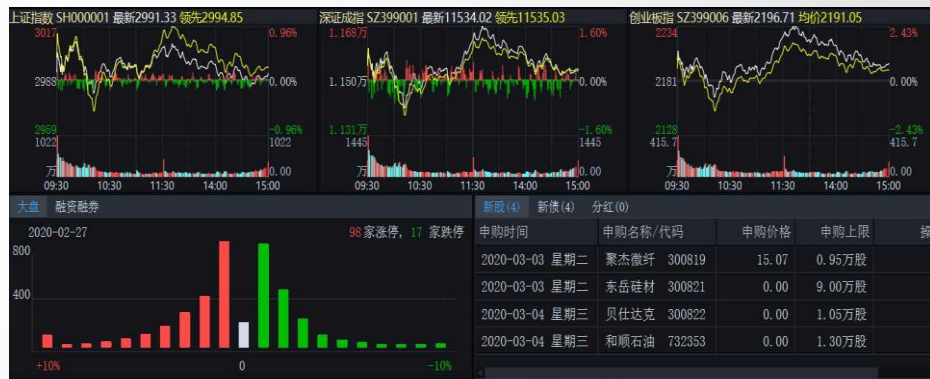 上证指数 SH000001 最新2991.33 领先2994.85
3017
0.96%
2988
0.00%
2959
-0.96%
1022
1022
万
0.00
09:30 10:30 11:30 14:00 15:00
深证成指 SZ399001 最新11534.02 领先11535.03
1.168万
1.60%
1.150万
0.00%
1.131万
-1.60%
1445
1445
万
0.00
09:30 10:30 11:30 14:00 15:00
创业板指 SZ399006 最新2196.71 均价2191.05
2234
2.43%
2181
0.00%
2128
-2.43%
415.7
415.7
万
0.00
09:30 10:30 11:30 14:00 15:00
大盘 融资融券
2020-02-27 98 家涨停, 17 家跌停
800
400
+10% 0 -10%
新股(4) 新债(4) 分红(0)
申购时间 申购名称/代码 申购价格 申购上限 操
2020-03-03 星期二 聚杰微纤 300819 15.07 0.95万股
2020-03-03 星期二 东岳硅材 300821 0.00 9.00万股
2020-03-04 星期三 贝仕达克 300822 0.00 1.05万股
2020-03-04 星期三 和顺石油 732353 0.00 1.30万股